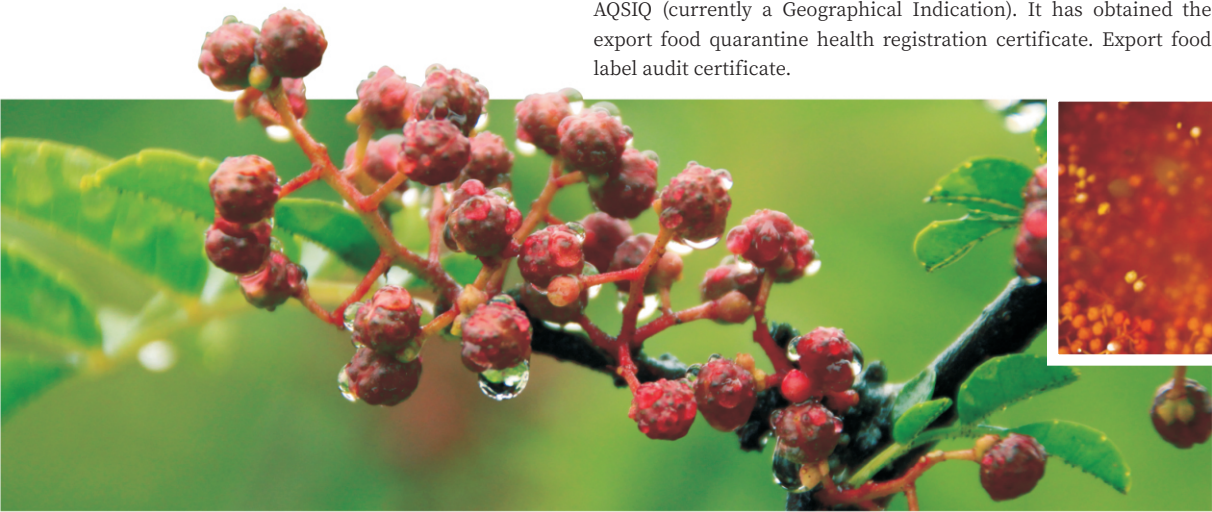 AQSIQ (currently a Geographical Indication). It has obtained the
export food quarantine health registration certificate. Export food
label audit certificate.